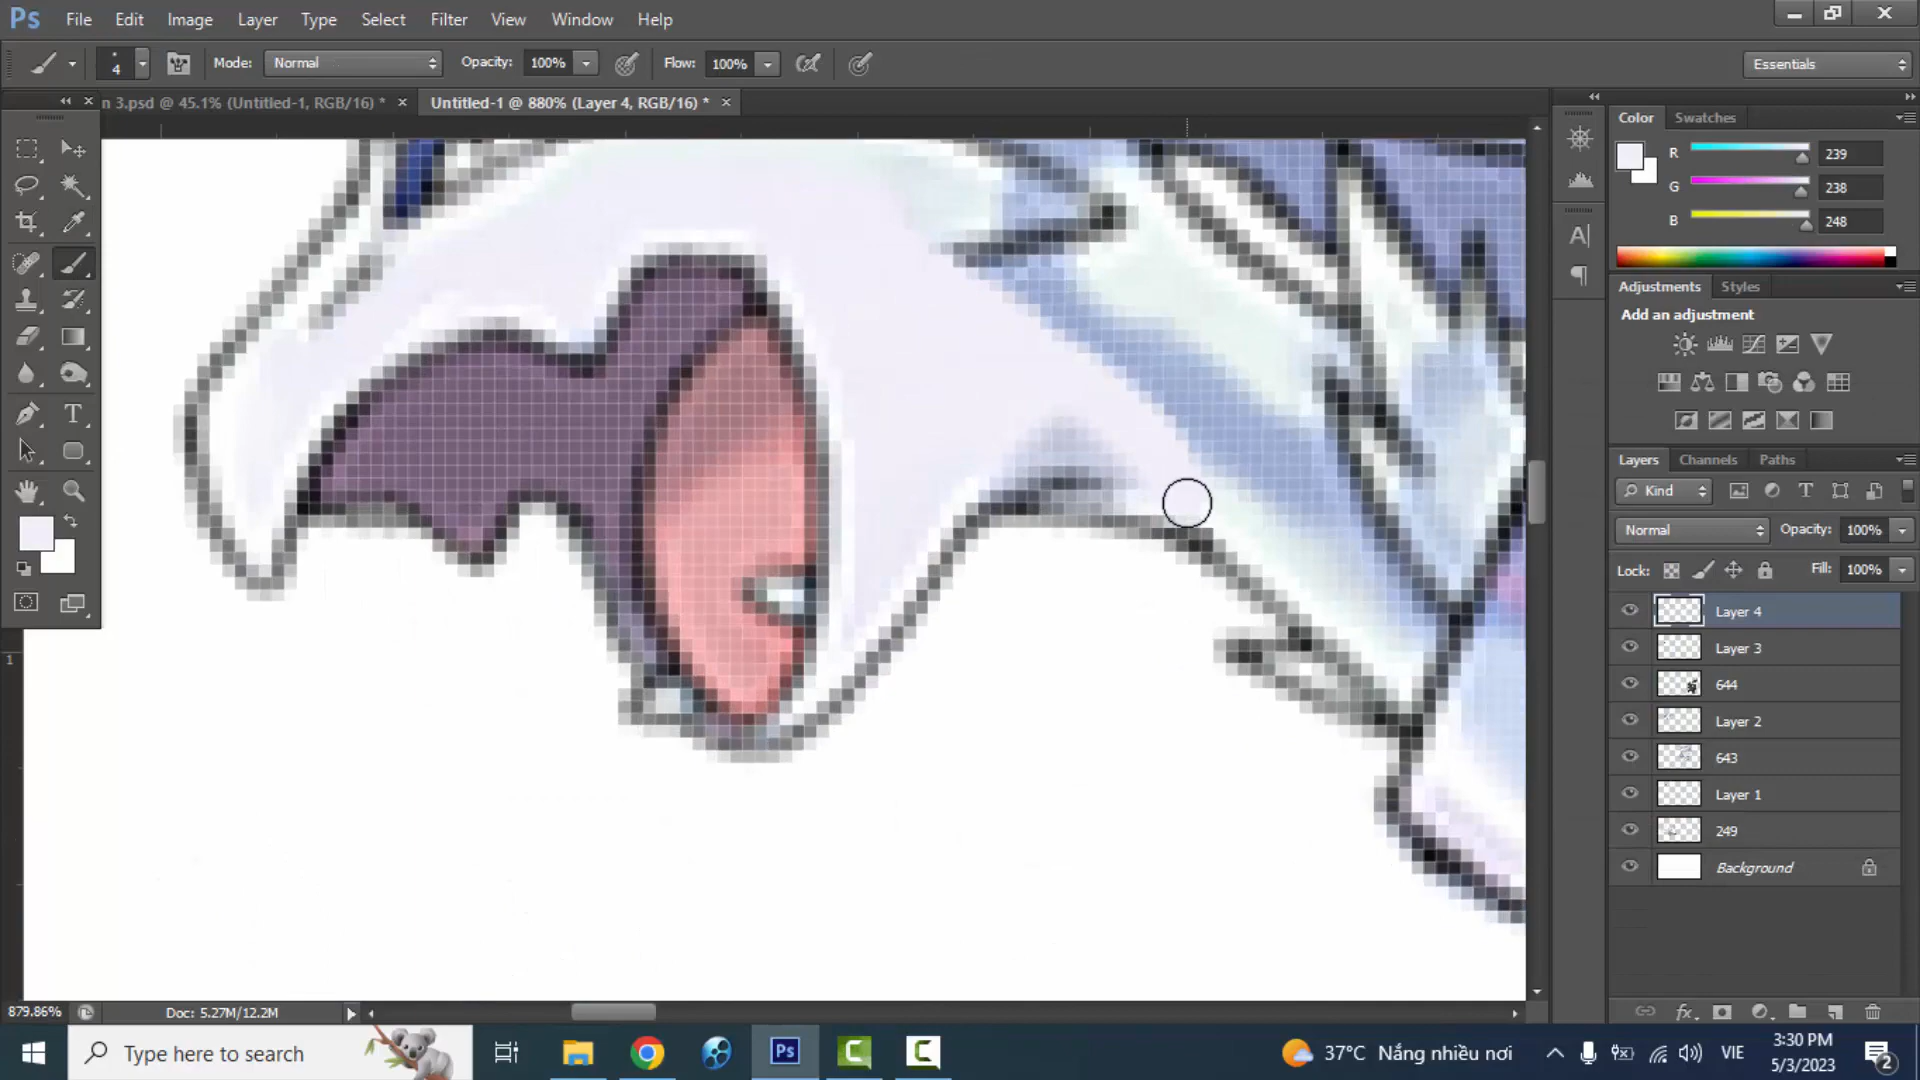 Ps File Edit Image Layer Type Select Filter View Window Help
4 Mode: Normal Opacity: 100% Flow: 100% Essentials
n 3.psd @ 45.1% (Untitled-1, RGB/16) * × Untitled-1 @ 880% (Layer 4, RGB/16) * ×
Color Swatches
R 239
G 238
B 248
Adjustments Styles
Add an adjustment
Layers Channels Paths
Kind
Normal Opacity: 100%
Lock: Fill: 100%
Layer 4
Layer 3
644
Layer 2
643
Layer 1
249
Background
1
879.86% Doc: 5.27M/12.2M
Type here to search Ps 37°C Nắng nhiều nơi VIE 3:30 PM
5/3/2023 2